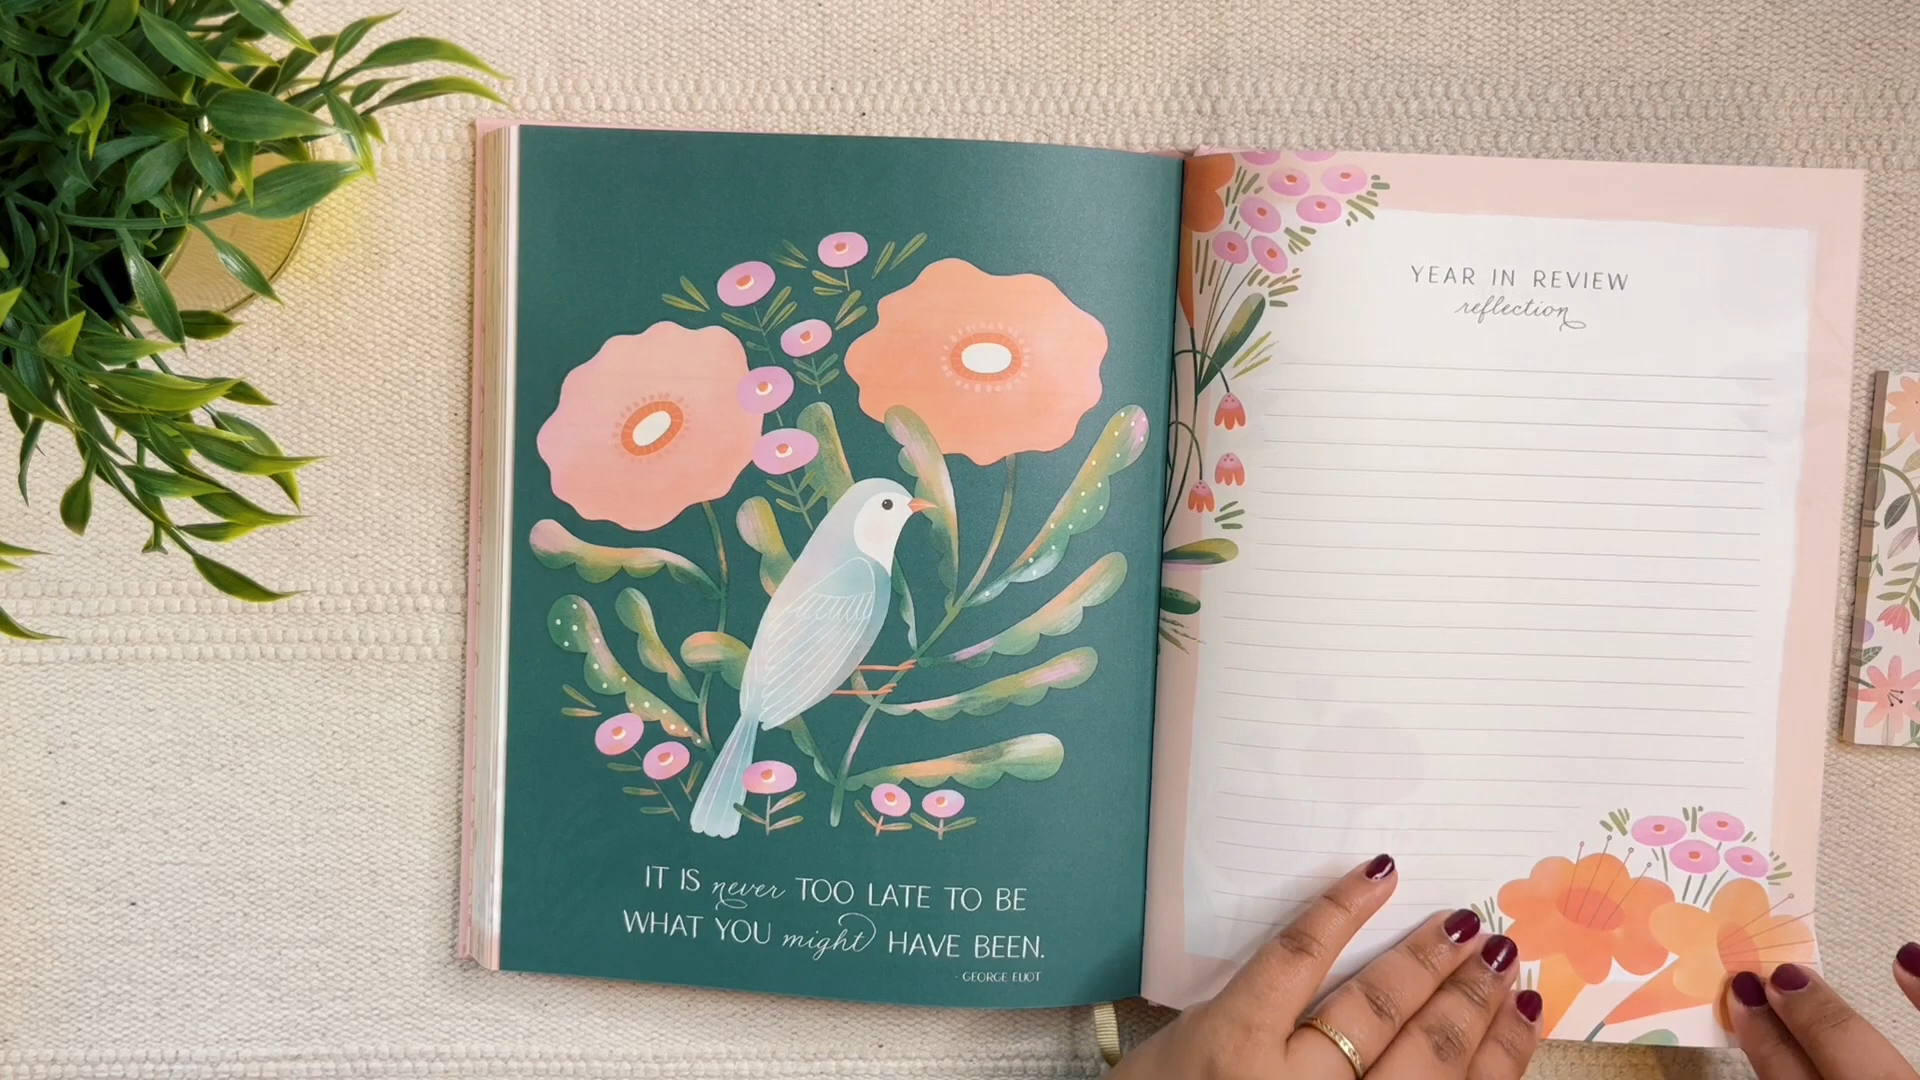 IT IS never TOO LATE TO BE
WHAT YOU might HAVE BEEN.
- GEORGE ELIOT
YEAR IN REVIEW
reflection